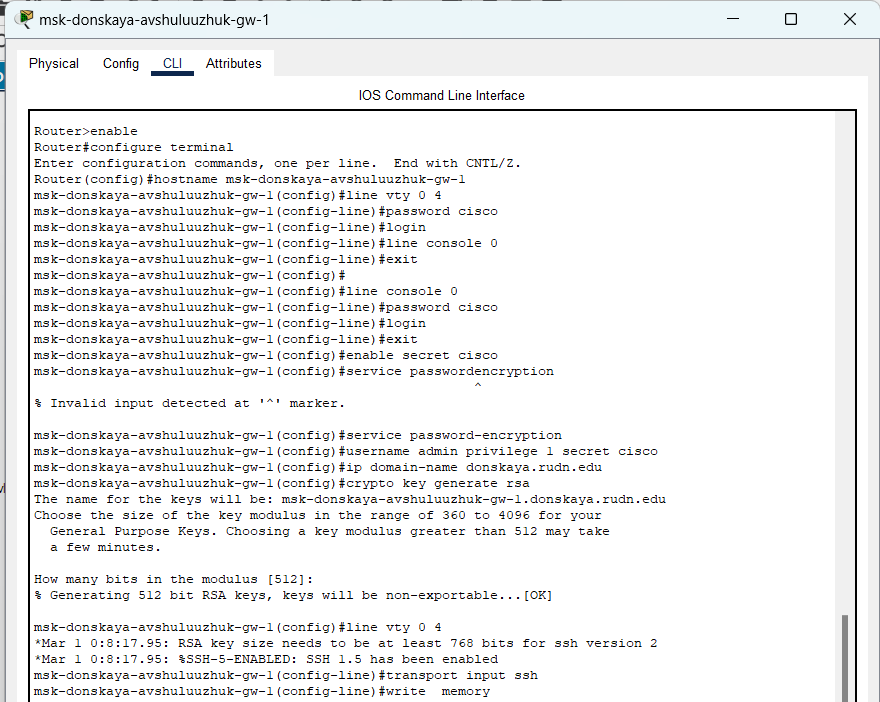 msk-donskaya-avshuluuzhuk-gw-1
Physical Config CLI Attributes
IOS Command Line Interface
Router>enable
Router#configure terminal
Enter configuration commands, one per line.  End with CNTL/Z.
Router(config)#hostname msk-donskaya-avshuluuzhuk-gw-1
msk-donskaya-avshuluuzhuk-gw-1(config)#line vty 0 4
msk-donskaya-avshuluuzhuk-gw-1(config-line)#password cisco
msk-donskaya-avshuluuzhuk-gw-1(config-line)#login
msk-donskaya-avshuluuzhuk-gw-1(config-line)#line console 0
msk-donskaya-avshuluuzhuk-gw-1(config-line)#exit
msk-donskaya-avshuluuzhuk-gw-1(config)#
msk-donskaya-avshuluuzhuk-gw-1(config)#line console 0
msk-donskaya-avshuluuzhuk-gw-1(config-line)#password cisco
msk-donskaya-avshuluuzhuk-gw-1(config-line)#login
msk-donskaya-avshuluuzhuk-gw-1(config-line)#exit
msk-donskaya-avshuluuzhuk-gw-1(config)#enable secret cisco
msk-donskaya-avshuluuzhuk-gw-1(config)#service passwordencryption
^
% Invalid input detected at '^' marker.
msk-donskaya-avshuluuzhuk-gw-1(config)#service password-encryption
msk-donskaya-avshuluuzhuk-gw-1(config)#username admin privilege 1 secret cisco
msk-donskaya-avshuluuzhuk-gw-1(config)#ip domain-name donskaya.rudn.edu
msk-donskaya-avshuluuzhuk-gw-1(config)#crypto key generate rsa
The name for the keys will be: msk-donskaya-avshuluuzhuk-gw-1.donskaya.rudn.edu
Choose the size of the key modulus in the range of 360 to 4096 for your
General Purpose Keys. Choosing a key modulus greater than 512 may take
a few minutes.
How many bits in the modulus [512]:
% Generating 512 bit RSA keys, keys will be non-exportable...[OK]
msk-donskaya-avshuluuzhuk-gw-1(config)#line vty 0 4
*Mar 1 0:8:17.95: RSA key size needs to be at least 768 bits for ssh version 2
*Mar 1 0:8:17.95: %SSH-5-ENABLED: SSH 1.5 has been enabled
msk-donskaya-avshuluuzhuk-gw-1(config-line)#transport input ssh
msk-donskaya-avshuluuzhuk-gw-1(config-line)#write  memory